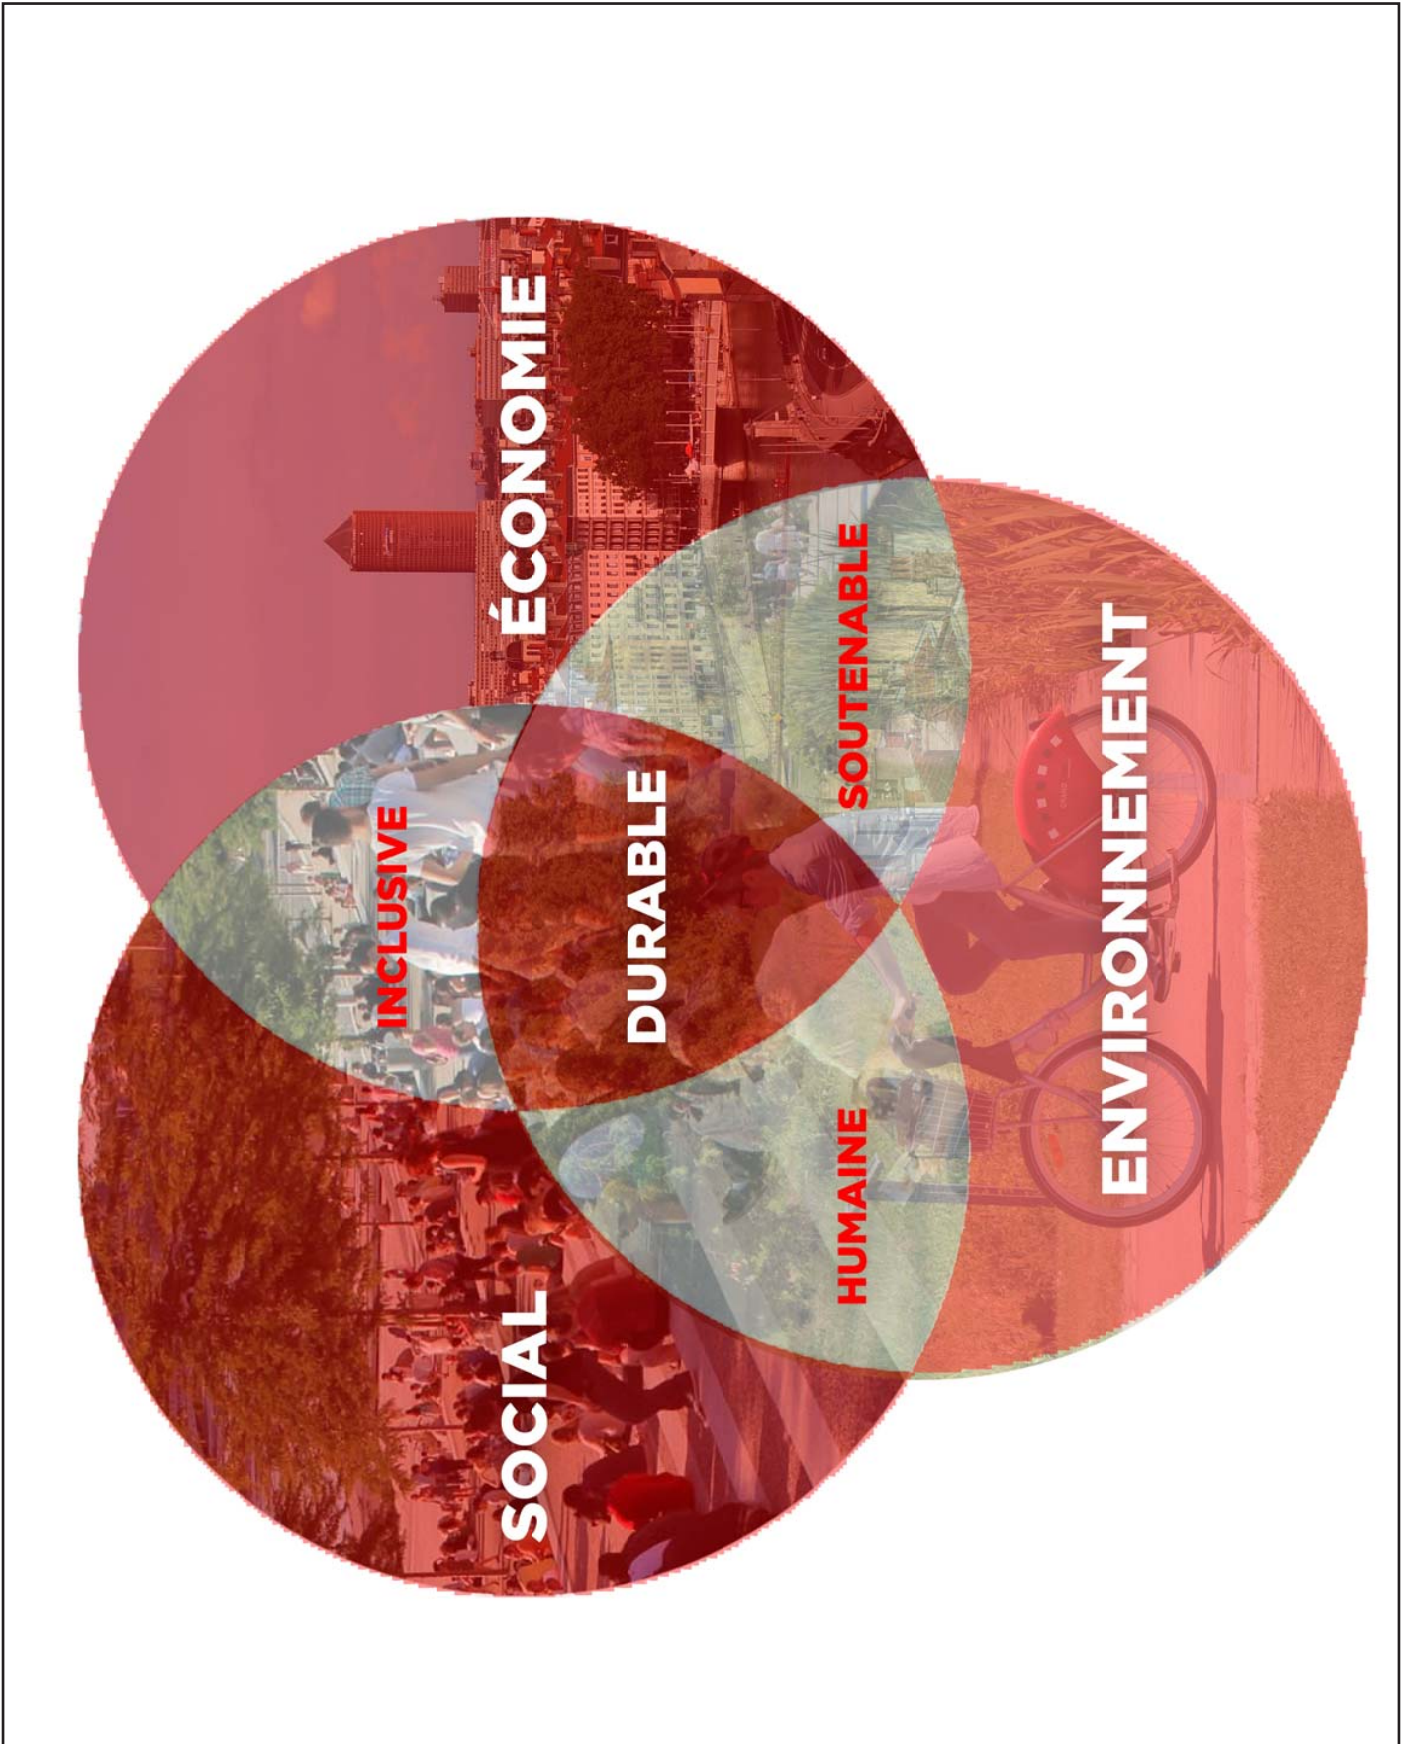 SOCIAL
ÉCONOMIE
INCLUSIVE
DURABLE
HUMAINE
SOUTENABLE
ENVIRONNEMENT